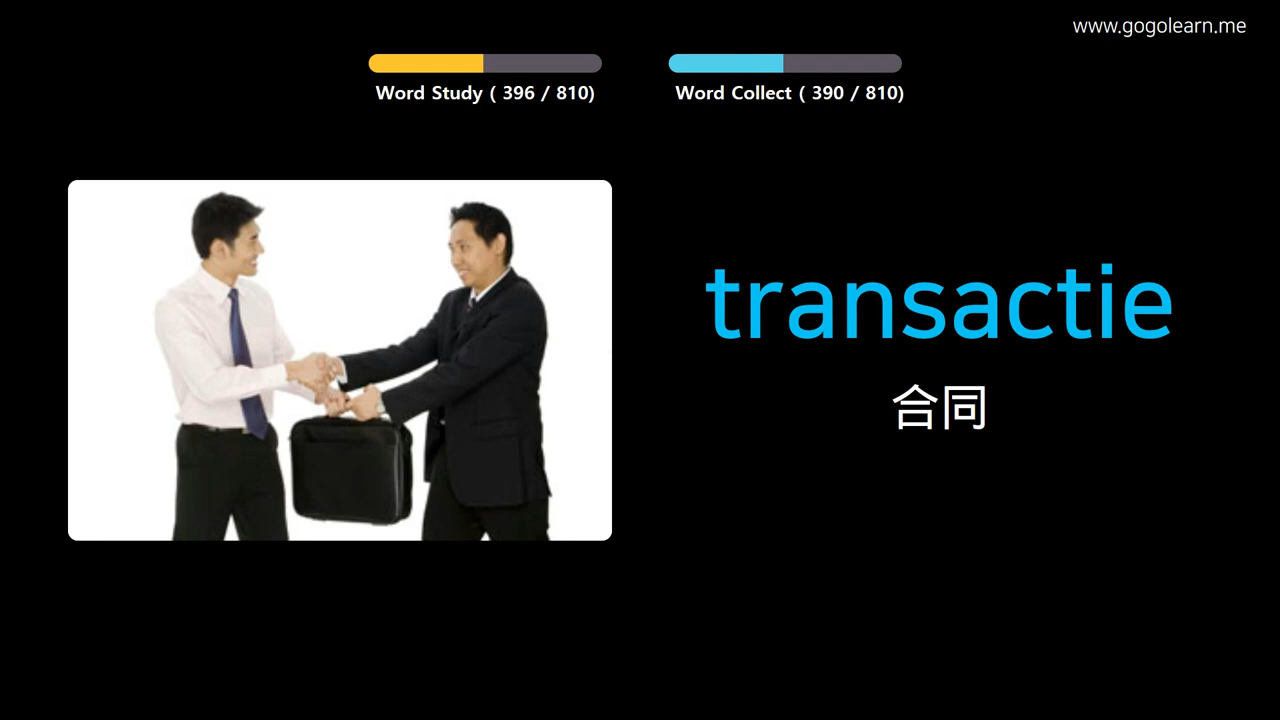 www.gogolearn.me
Word Study ( 396 / 810)
Word Collect ( 390 / 810)
transactie
合同